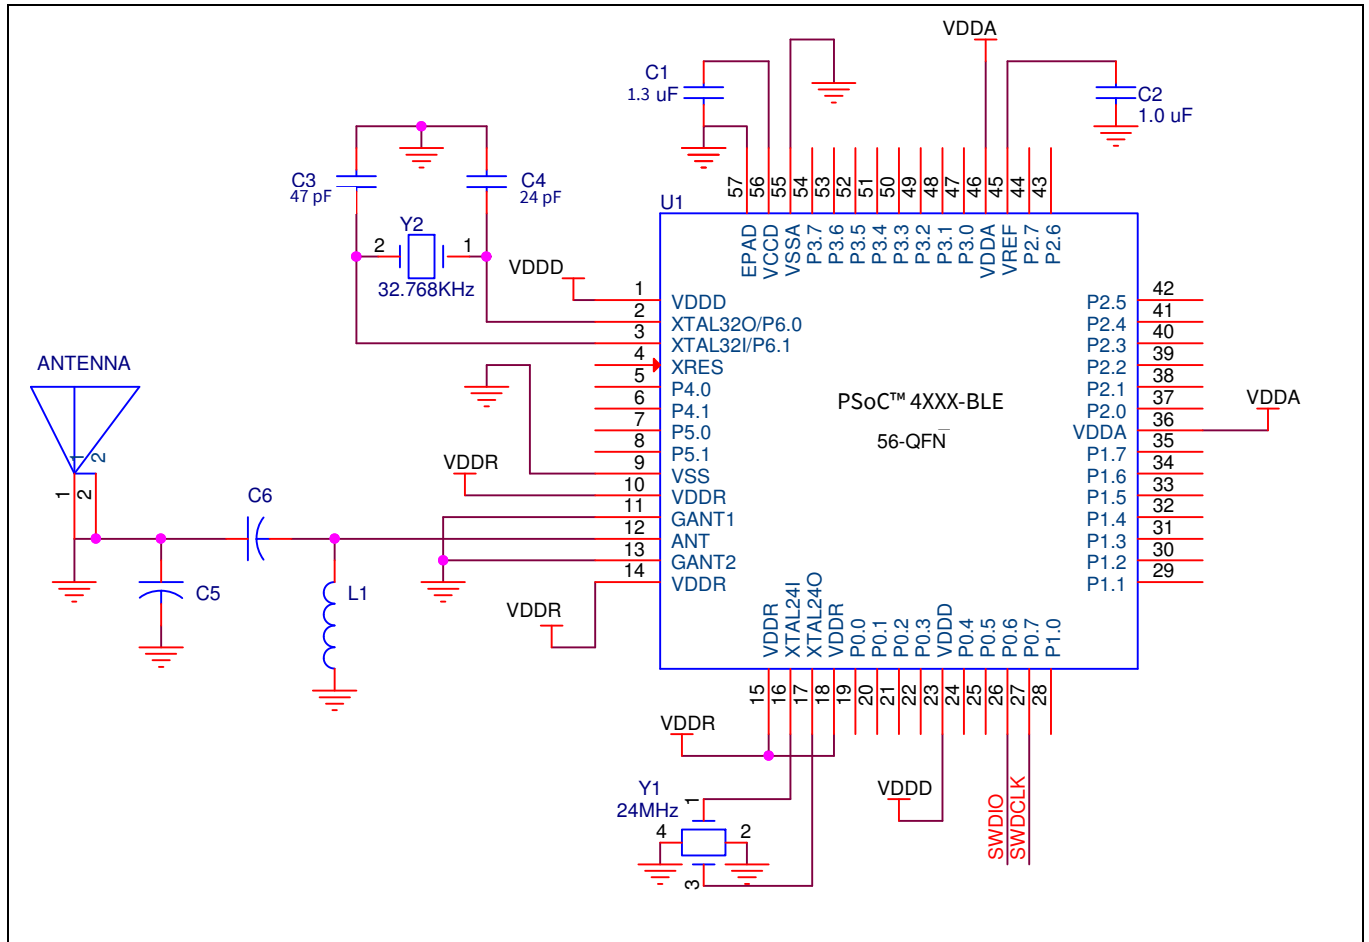 VDDA
C1
1.3 uF
C2
1.0 uF
C3
47 pF
C4
24 pF
Y2
2
1
32.768KHz
57
56
55
54
53
52
51
50
49
48
47
46
45
44
43
U1
EPAD
VCCD
VSSA
P3.7
P3.6
P3.5
P3.4
P3.3
P3.2
P3.1
P3.0
VDDA
VREF
P2.7
P2.6
VDDD
1 VDDD
2 XTAL32O/P6.0
3 XTAL32I/P6.1
4 XRES
5 P4.0
6 P4.1
7 P5.0
8 P5.1
9 VSS
10 VDDR
11 GANT1
12 ANT
13 GANT2
14 VDDR
VDDR
VDDR
PSoC™ 4XXX-BLE
56-QFN
P2.5 42
P2.4 41
P2.3 40
P2.2 39
P2.1 38
P2.0 37
VDDA 36
P1.7 35
P1.6 34
P1.5 33
P1.4 32
P1.3 31
P1.2 30
P1.1 29
VDDA
ANTENNA
1
2
1
2
C6
C5
L1
VDDR
XTAL24I
XTAL24O
VDDR
P0.0
P0.1
P0.2
P0.3
VDDD
P0.4
P0.5
P0.6
P0.7
P1.0
15
16
17
18
19
20
21
22
23
24
25
26
27
28
VDDR
VDDD
SWDIO
SWDCLK
Y1
24MHz
1
4
2
3